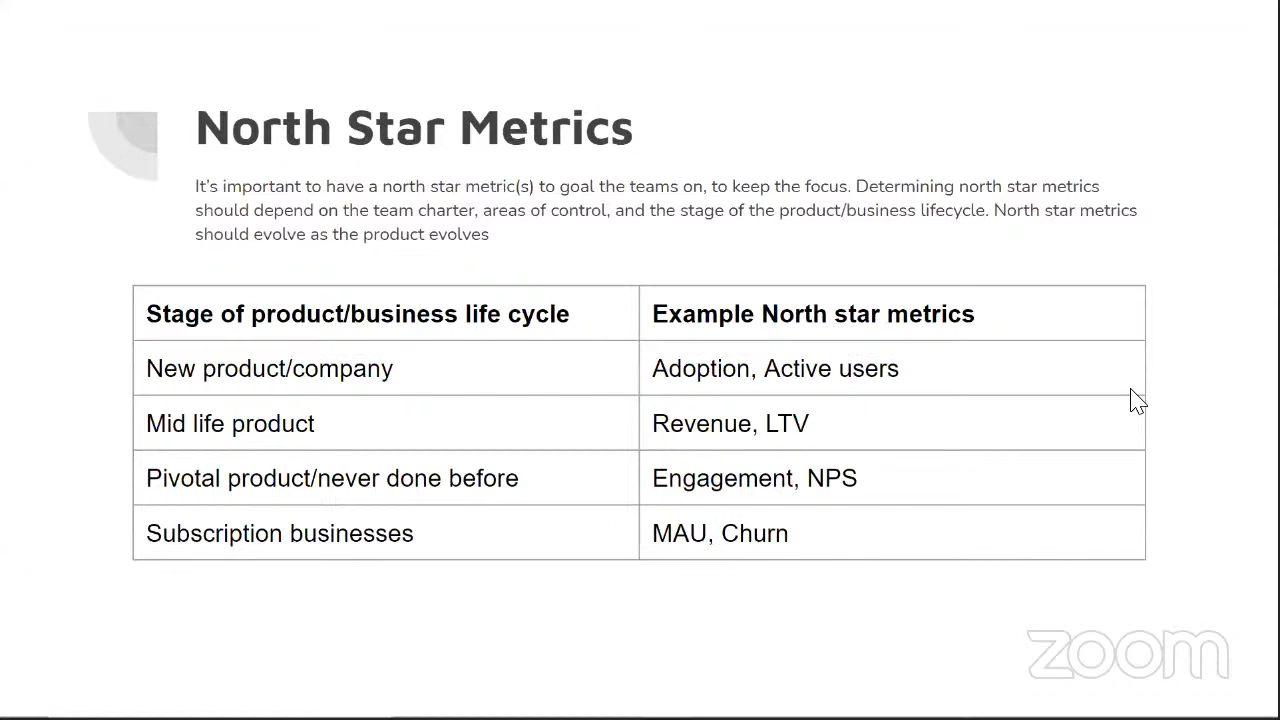 North Star Metrics
It's important to have a north star metric(s) to goal the teams on, to keep the focus. Determining north star metrics
should depend on the team charter, areas of control, and the stage of the product/business lifecycle. North star metrics
should evolve as the product evolves
Stage of product/business life cycle Example North star metrics
New product/company Adoption, Active users
Mid life product Revenue, LTV
Pivotal product/never done before Engagement, NPS
Subscription businesses MAU, Churn
zoom